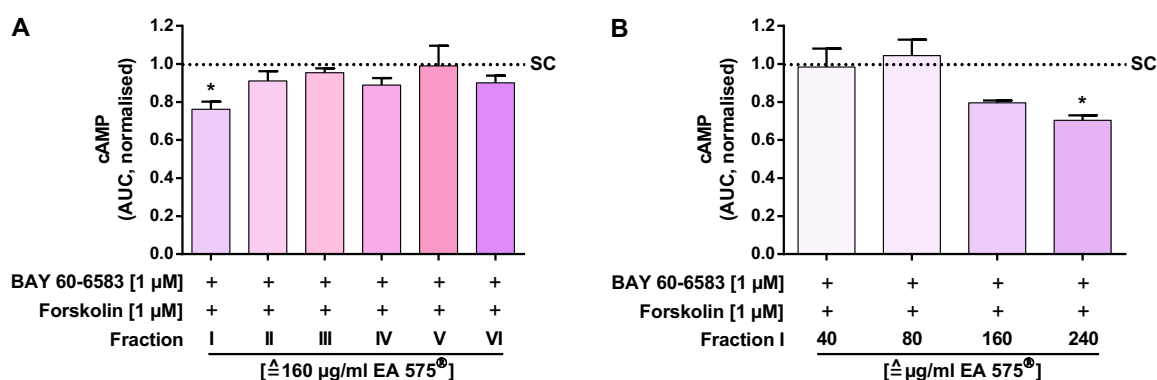 A
cAMP
(AUC, normalised)
1.2
1.0
0.8
0.6
0.4
0.2
0.0
SC
*
BAY 60-6583 [1 µM] + + + + + +
Forskolin [1 µM] + + + + + +
Fraction I II III IV V VI
[≙160 µg/ml EA 575®]
B
cAMP
(AUC, normalised)
1.2
1.0
0.8
0.6
0.4
0.2
0.0
SC
*
BAY 60-6583 [1 µM] + + + +
Forskolin [1 µM] + + + +
Fraction I 40 80 160 240
[≙µg/ml EA 575®]